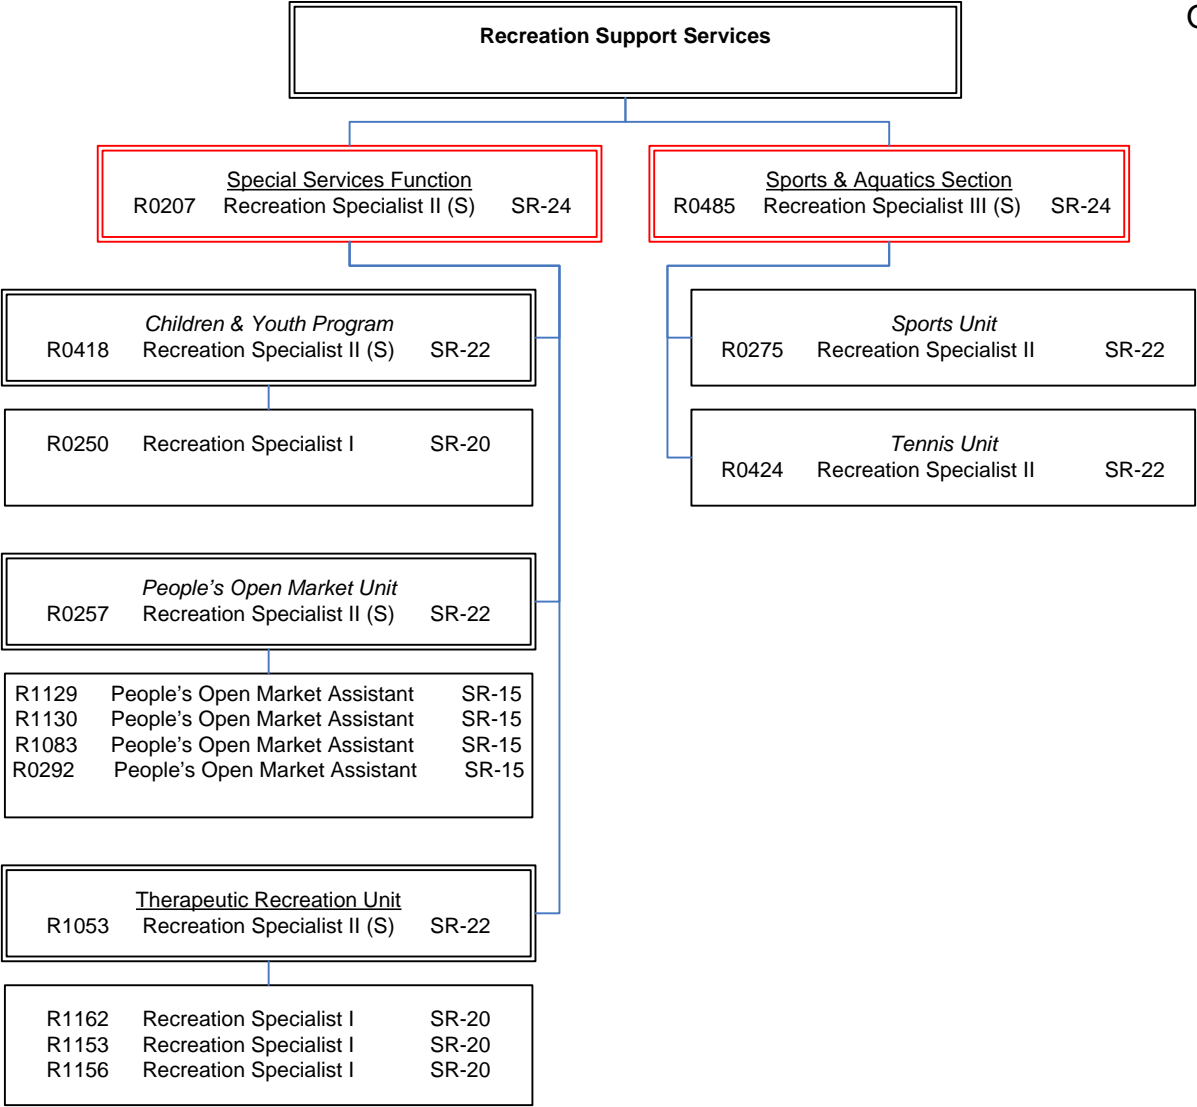 Recreation Support Services
Special Services Function
R0207 Recreation Specialist II (S) SR-24
Sports & Aquatics Section
R0485 Recreation Specialist III (S) SR-24
Children & Youth Program
R0418 Recreation Specialist II (S) SR-22
R0250 Recreation Specialist I SR-20
People’s Open Market Unit
R0257 Recreation Specialist II (S) SR-22
R1129 People’s Open Market Assistant SR-15
R1130 People’s Open Market Assistant SR-15
R1083 People’s Open Market Assistant SR-15
R0292 People’s Open Market Assistant SR-15
Therapeutic Recreation Unit
R1053 Recreation Specialist II (S) SR-22
R1162 Recreation Specialist I SR-20
R1153 Recreation Specialist I SR-20
R1156 Recreation Specialist I SR-20
Sports Unit
R0275 Recreation Specialist II SR-22
Tennis Unit
R0424 Recreation Specialist II SR-22